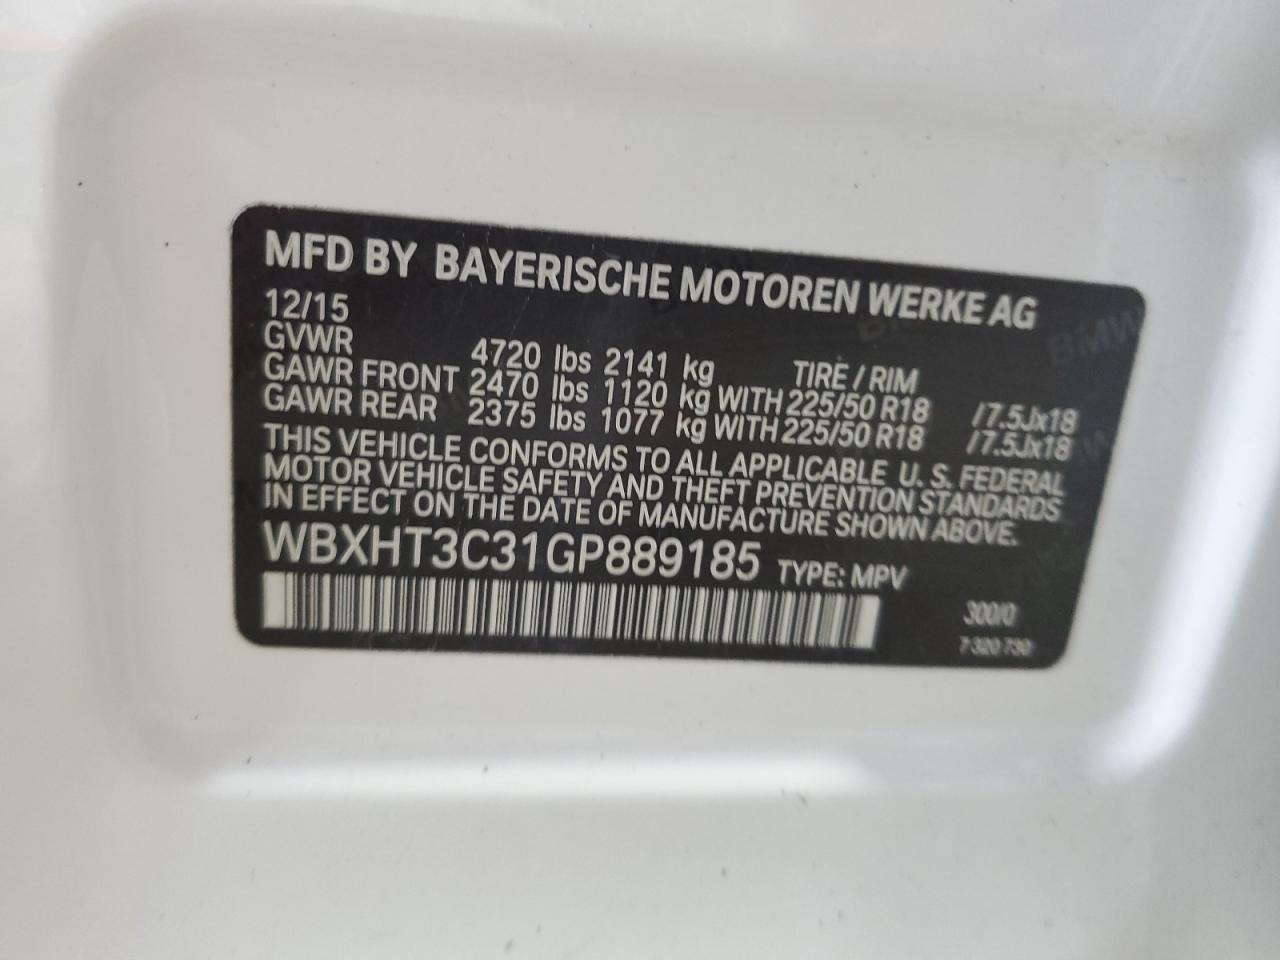 MFD BY BAYERISCHE MOTOREN WERKE AG
12/15
GVWR 4720 lbs 2141 kg TIRE / RIM
GAWR FRONT 2470 lbs 1120 kg WITH 225/50 R18 /7.5Jx18
GAWR REAR 2375 lbs 1077 kg WITH 225/50 R18 /7.5Jx18
THIS VEHICLE CONFORMS TO ALL APPLICABLE U.S. FEDERAL
MOTOR VEHICLE SAFETY AND THEFT PREVENTION STANDARDS
IN EFFECT ON THE DATE OF MANUFACTURE SHOWN ABOVE.
WBXHT3C31GP889185 TYPE: MPV
300/0
7 320 730